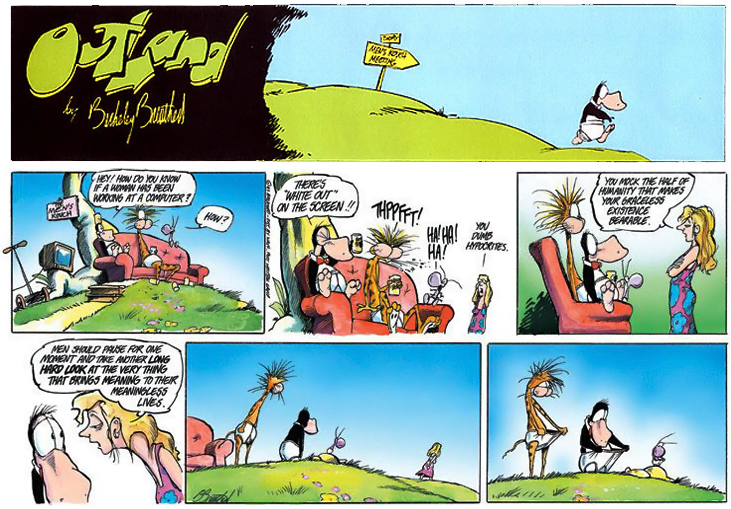 Outland
by Berkeley Breathed
MEN'S KOUCH
MEETING
MEN'S
KOUCH
HEY! HOW DO YOU KNOW
IF A WOMAN HAS BEEN
WORKING AT A COMPUTER?
HOW?
THERE'S
"WHITE OUT"
ON THE SCREEN!!
THPPFFT!
HA! HA!
HA!
YOU
DUMB
HYPOCRITES.
YOU MOCK THE HALF OF
HUMANITY THAT MAKES
YOUR GRACELESS
EXISTENCE
BEARABLE.
MEN SHOULD PAUSE FOR ONE
MOMENT AND TAKE ANOTHER LONG
HARD LOOK AT THE VERY THING
THAT BRINGS MEANING TO THEIR
MEANINGLESS
LIVES.